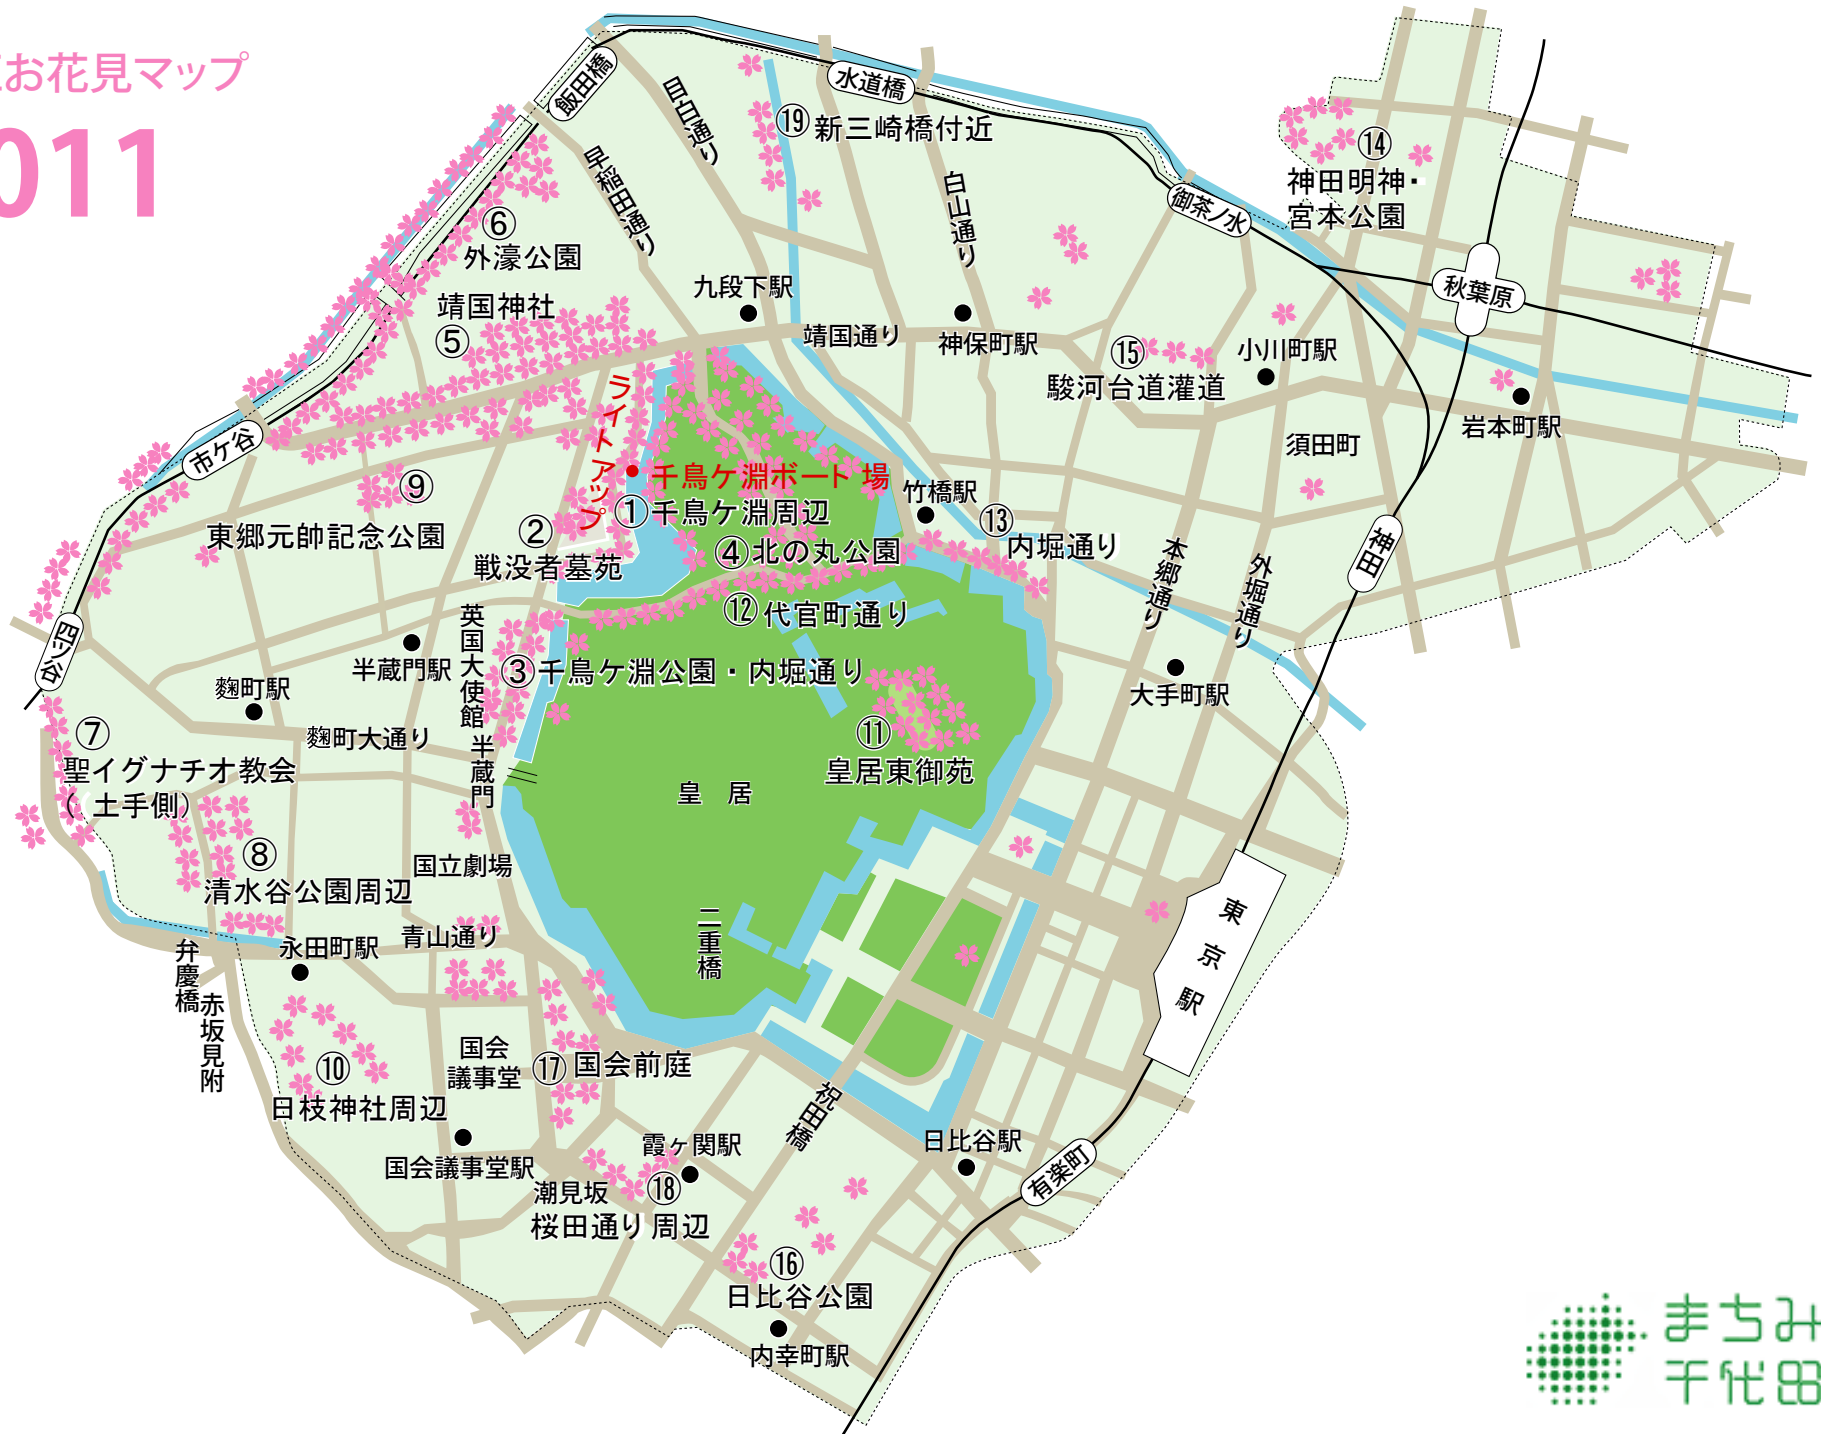 お花見マップ
011
飯田橋
目白通り
早稲田通り
⑲新三崎橋付近
水道橋
白山通り
御茶ノ水
⑭
神田明神・
宮本公園
秋葉原
⑥
外濠公園
靖国神社
⑤
九段下駅
靖国通り
神保町駅
⑮
駿河台道灌道
小川町駅
岩本町駅
須田町
市ケ谷
⑨
東郷元帥記念公園
ライトアップ
千鳥ケ淵ボート場
①千鳥ケ淵周辺
②
戦没者墓苑
④北の丸公園
竹橋駅
⑬
内堀通り
本郷通り
外堀通り
神田
⑫代官町通り
四ツ谷
半蔵門駅
英国大使館
③千鳥ケ淵公園・内堀通り
麹町駅
麹町大通り
半蔵門
大手町駅
⑪
皇居東御苑
皇居
⑦
聖イグナチオ教会
(土手側)
⑧
清水谷公園周辺
国立劇場
青山通り
永田町駅
弁慶橋
赤坂見附
二重橋
東京駅
⑩
日枝神社周辺
国会
議事堂
⑰国会前庭
国会議事堂駅
霞ヶ関駅
潮見坂
⑱
桜田通り周辺
祝田橋
日比谷駅
有楽町
⑯
日比谷公園
内幸町駅
まちみ
千代田